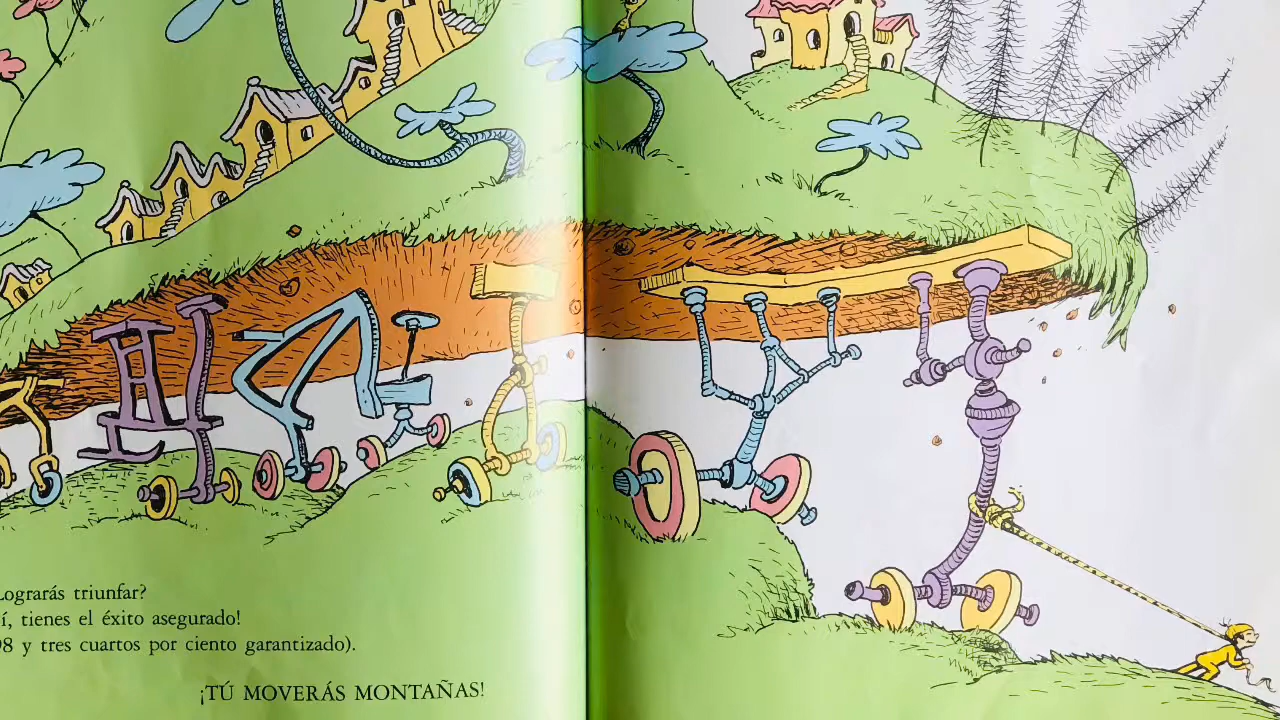 Lograrás triunfar?
í, tienes el éxito asegurado!
98 y tres cuartos por ciento garantizado).
¡TÚ MOVERÁS MONTAÑAS!